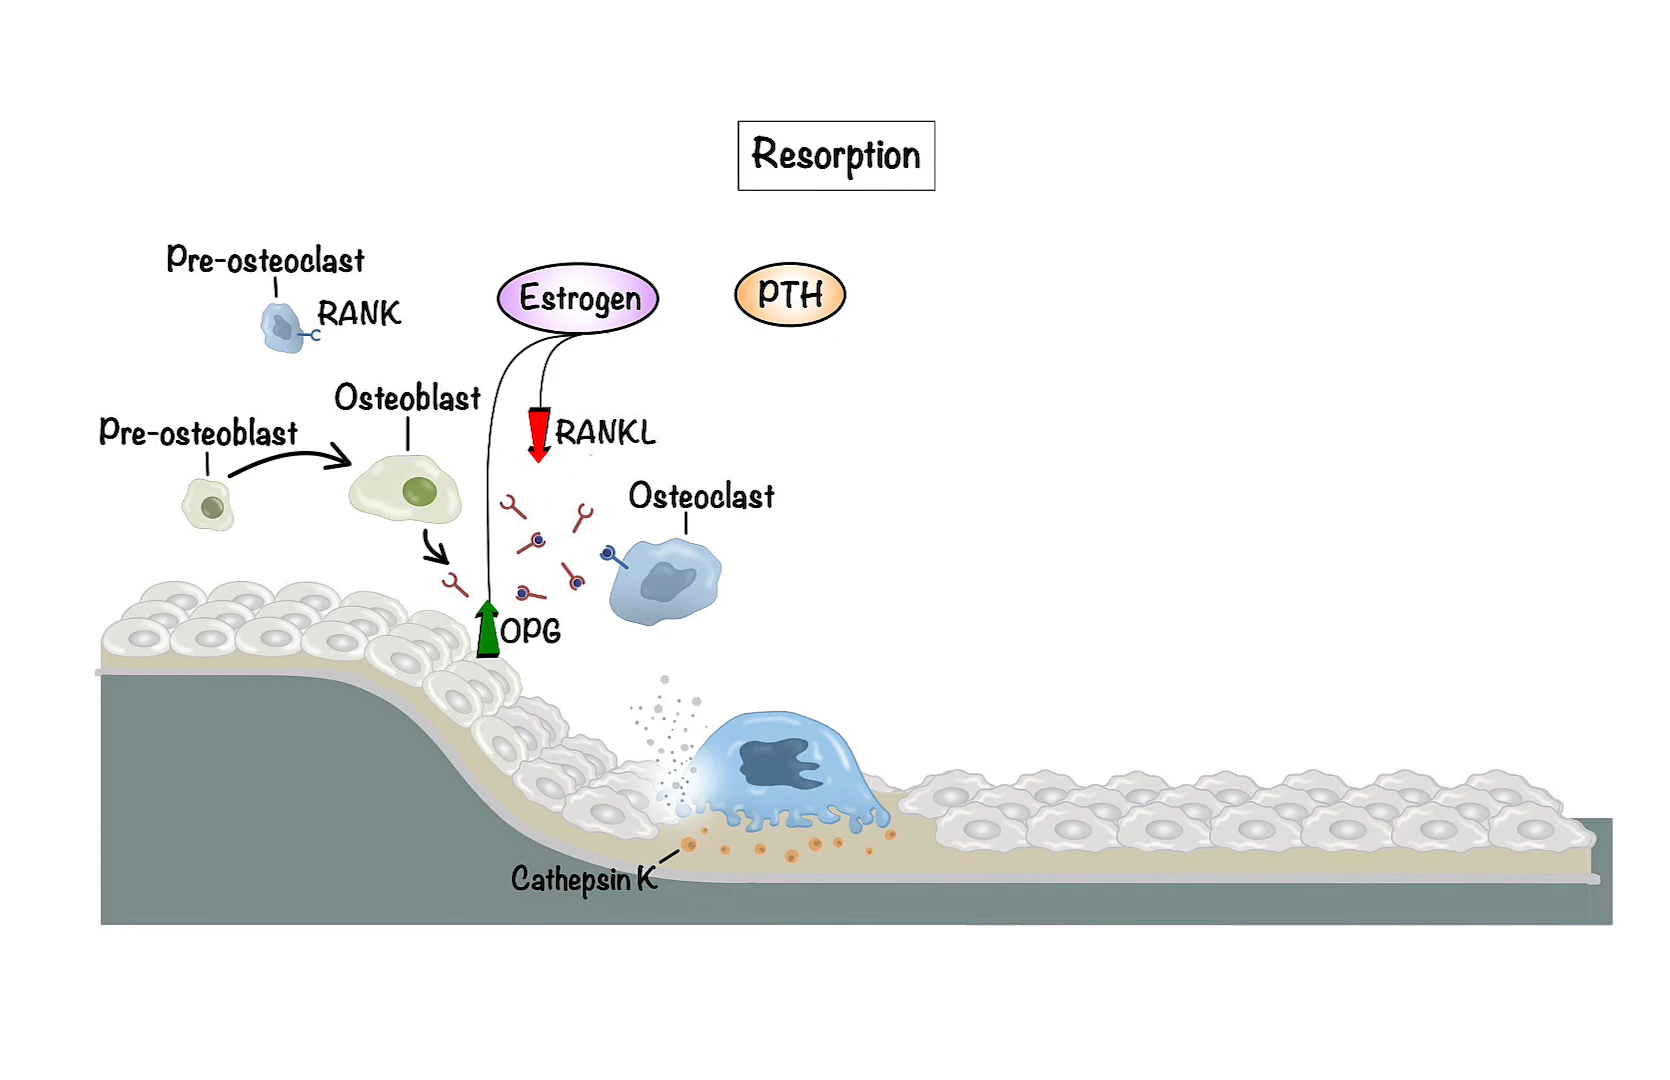 Resorption
Pre-osteoclast
RANK
Estrogen
PTH
Osteoblast
Pre-osteoblast
RANKL
Osteoclast
OPG
Cathepsin K